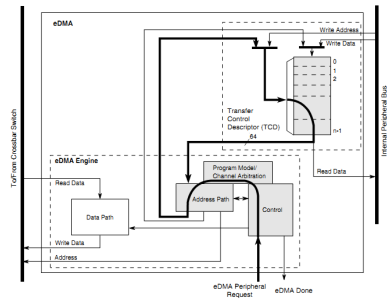 eDMA
Write Address
Write Data
0
1
2
n-1
Transfer
Control
Descriptor (TCD)
64
To/From Crossbar Switch
Internal Peripheral Bus
eDMA Engine
Program Model/
Channel Arbitration
Read Data
Read Data
Address Path
Data Path
Control
Write Data
Address
eDMA Peripheral
Request
eDMA Done